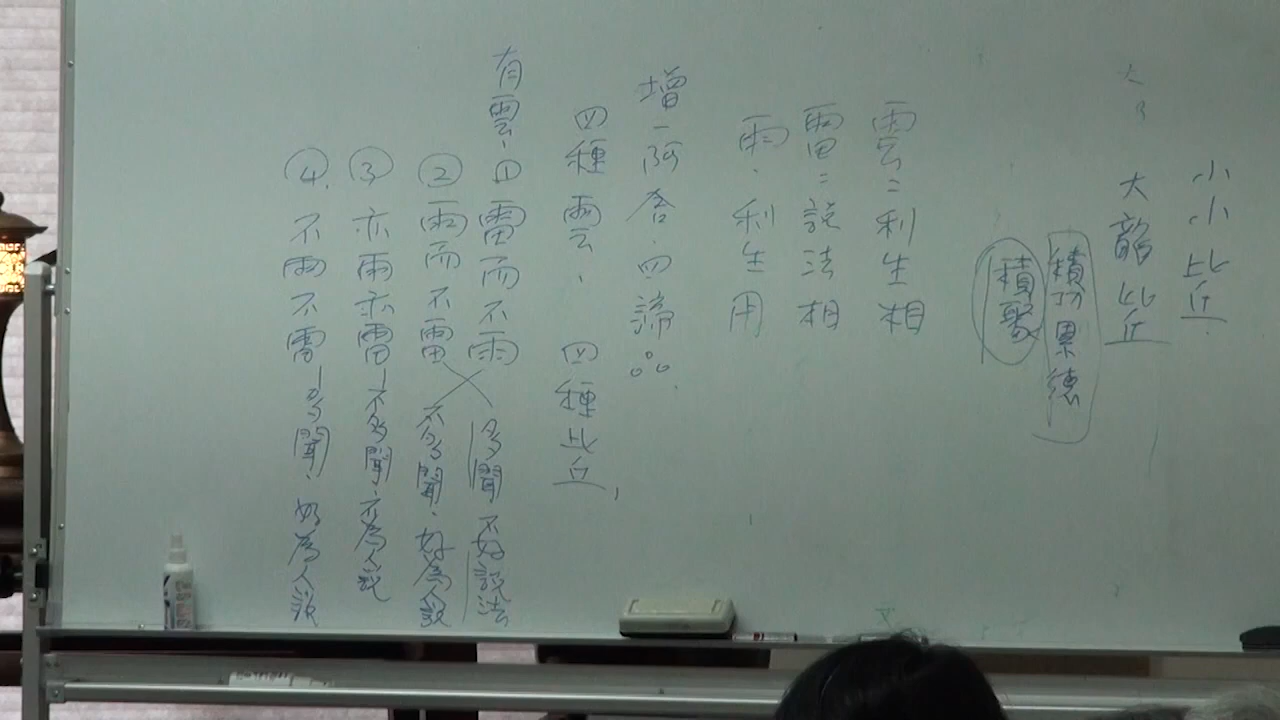 小小比丘
大龍比丘
積功累德
積聚
雲：利生相
雷：說法相
雨．利生用
增一阿含．四諦品．
四種雲、四種比丘，
有雲．①雷而不雨 多聞不好說法
②雨而不雷 不多聞．好為人說
③亦雨亦雷－不多聞．不為人說
④.不雨不雷－多聞．好為人說